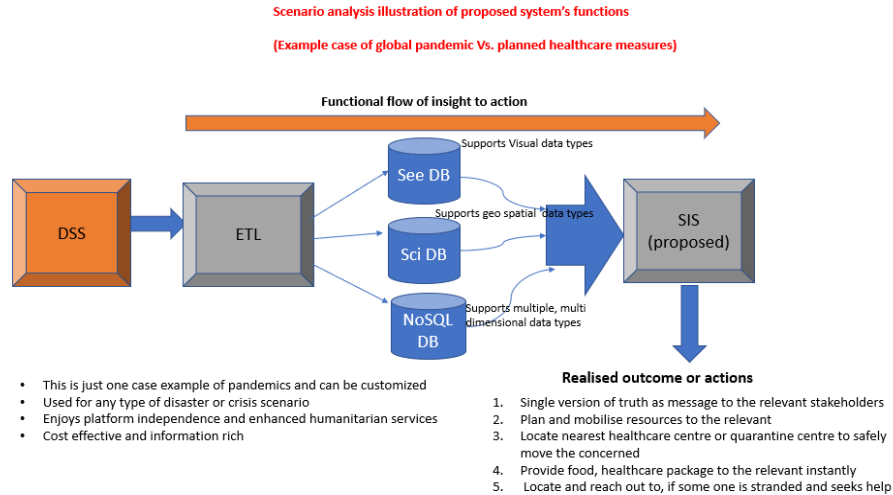 Scenario analysis illustration of proposed system's functions
(Example case of global pandemic Vs. planned healthcare measures)
Functional flow of insight to action
Supports Visual data types
See DB
Supports geo spatial data types
DSS
ETL
Sci DB
SIS
(proposed)
NoSQL
DB
Supports multiple, multi
dimensional data types
• This is just one case example of pandemics and can be customized
• Used for any type of disaster or crisis scenario
• Enjoys platform independence and enhanced humanitarian services
• Cost effective and information rich
Realised outcome or actions
1. Single version of truth as message to the relevant stakeholders
2. Plan and mobilise resources to the relevant
3. Locate nearest healthcare centre or quarantine centre to safely
move the concerned
4. Provide food, healthcare package to the relevant instantly
5. Locate and reach out to, if some one is stranded and seeks help